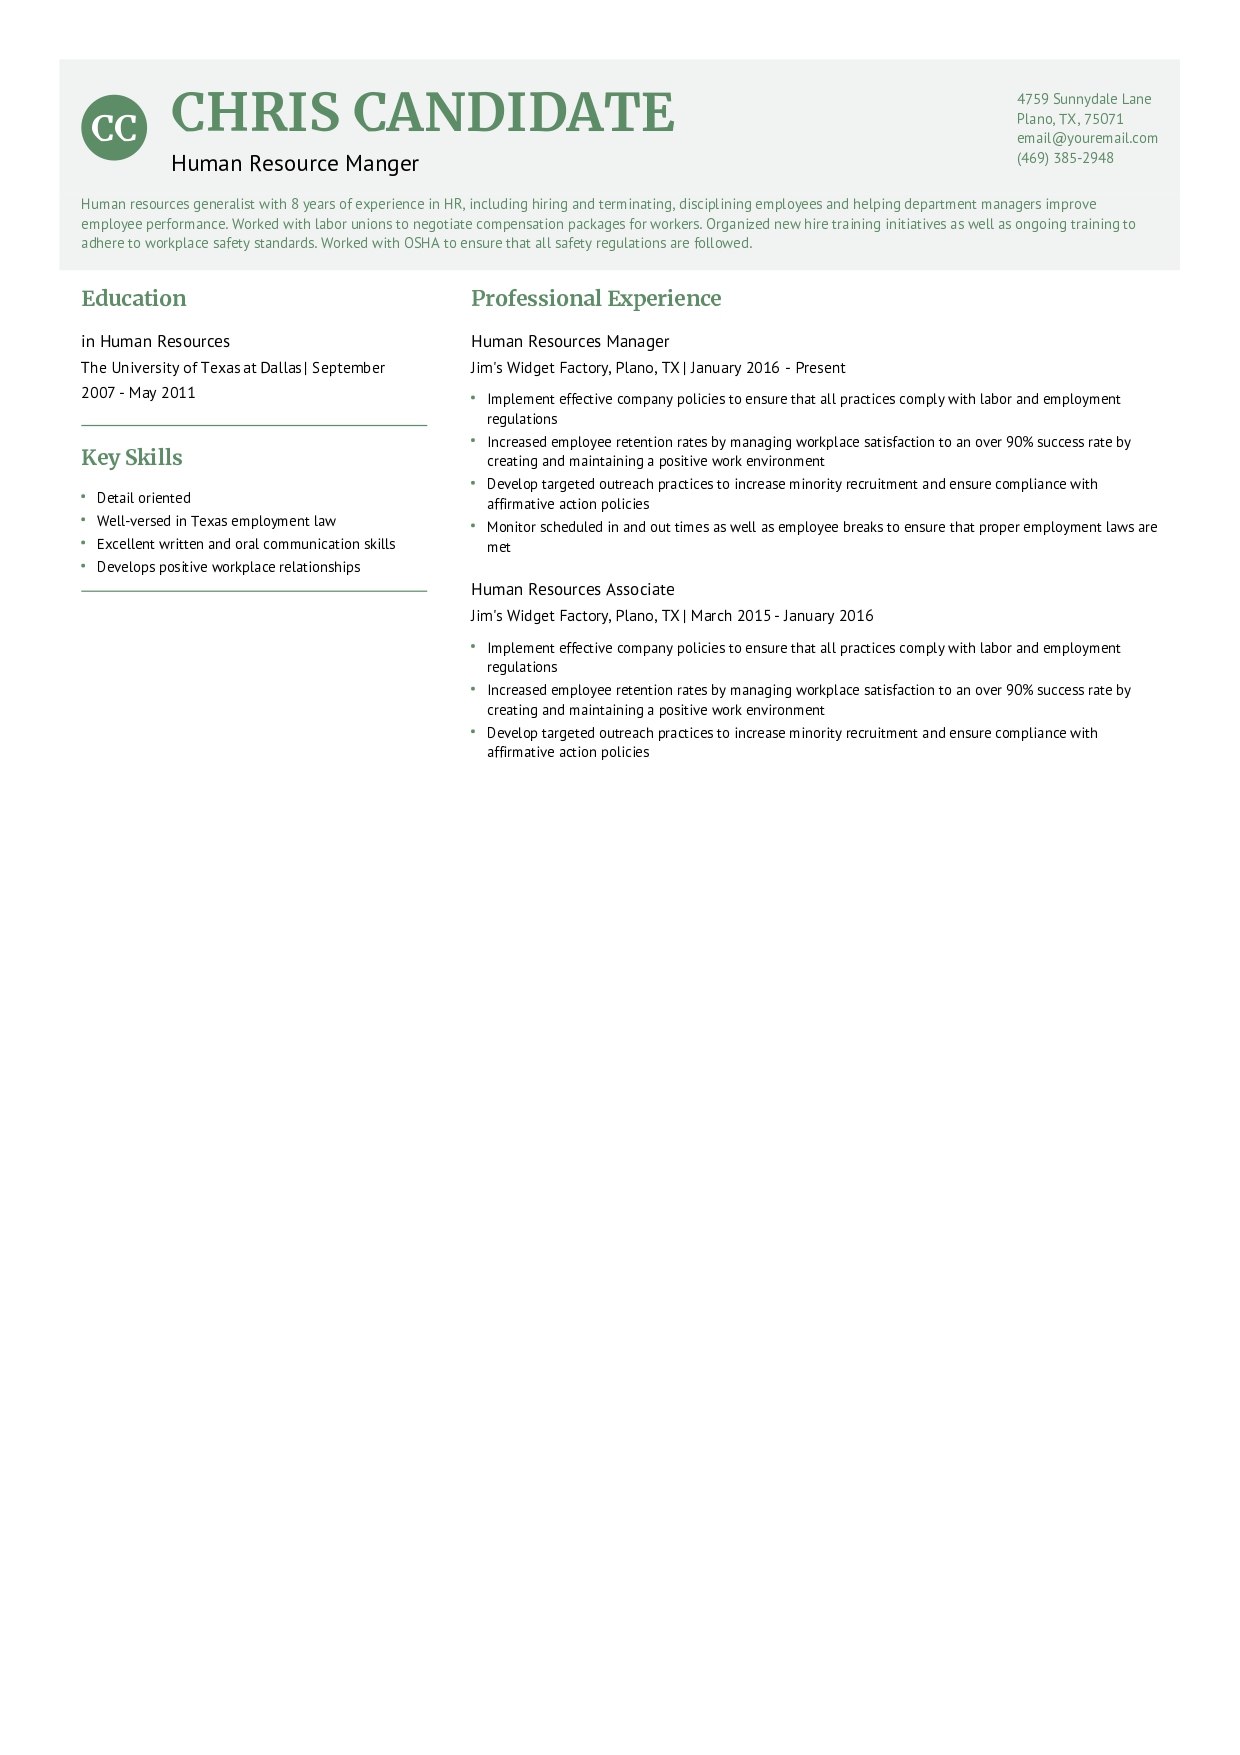 CC
CHRIS CANDIDATE
Human Resource Manger
4759 Sunnydale Lane
Plano, TX, 75071
email@youremail.com
(469) 385-2948
Human resources generalist with 8 years of experience in HR, including hiring and terminating, disciplining employees and helping department managers improve
employee performance. Worked with labor unions to negotiate compensation packages for workers. Organized new hire training initiatives as well as ongoing training to
adhere to workplace safety standards. Worked with OSHA to ensure that all safety regulations are followed.
Education
in Human Resources
The University of Texas at Dallas | September
2007 - May 2011
Key Skills
• Detail oriented
• Well-versed in Texas employment law
• Excellent written and oral communication skills
• Develops positive workplace relationships
Professional Experience
Human Resources Manager
Jim's Widget Factory, Plano, TX | January 2016 - Present
• Implement effective company policies to ensure that all practices comply with labor and employment
regulations
• Increased employee retention rates by managing workplace satisfaction to an over 90% success rate by
creating and maintaining a positive work environment
• Develop targeted outreach practices to increase minority recruitment and ensure compliance with
affirmative action policies
• Monitor scheduled in and out times as well as employee breaks to ensure that proper employment laws are
met
Human Resources Associate
Jim's Widget Factory, Plano, TX | March 2015 - January 2016
• Implement effective company policies to ensure that all practices comply with labor and employment
regulations
• Increased employee retention rates by managing workplace satisfaction to an over 90% success rate by
creating and maintaining a positive work environment
• Develop targeted outreach practices to increase minority recruitment and ensure compliance with
affirmative action policies